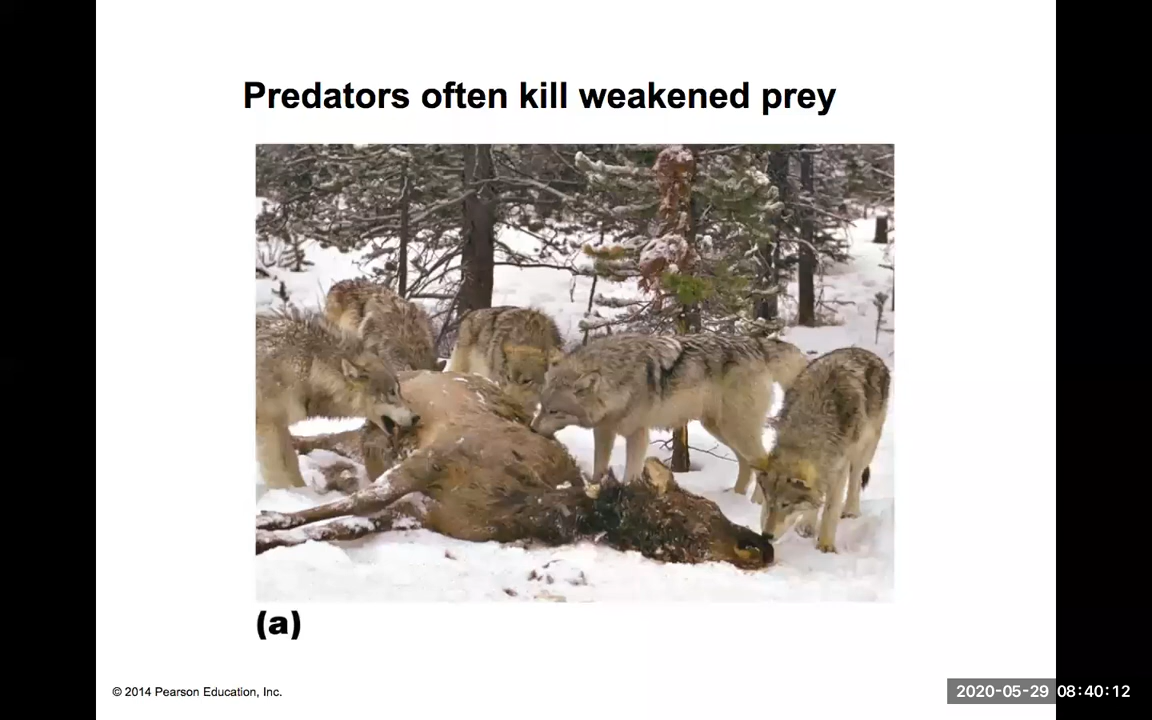 Predators often kill weakened prey
(a)
© 2014 Pearson Education, Inc.
2020-05-29 08:40:12